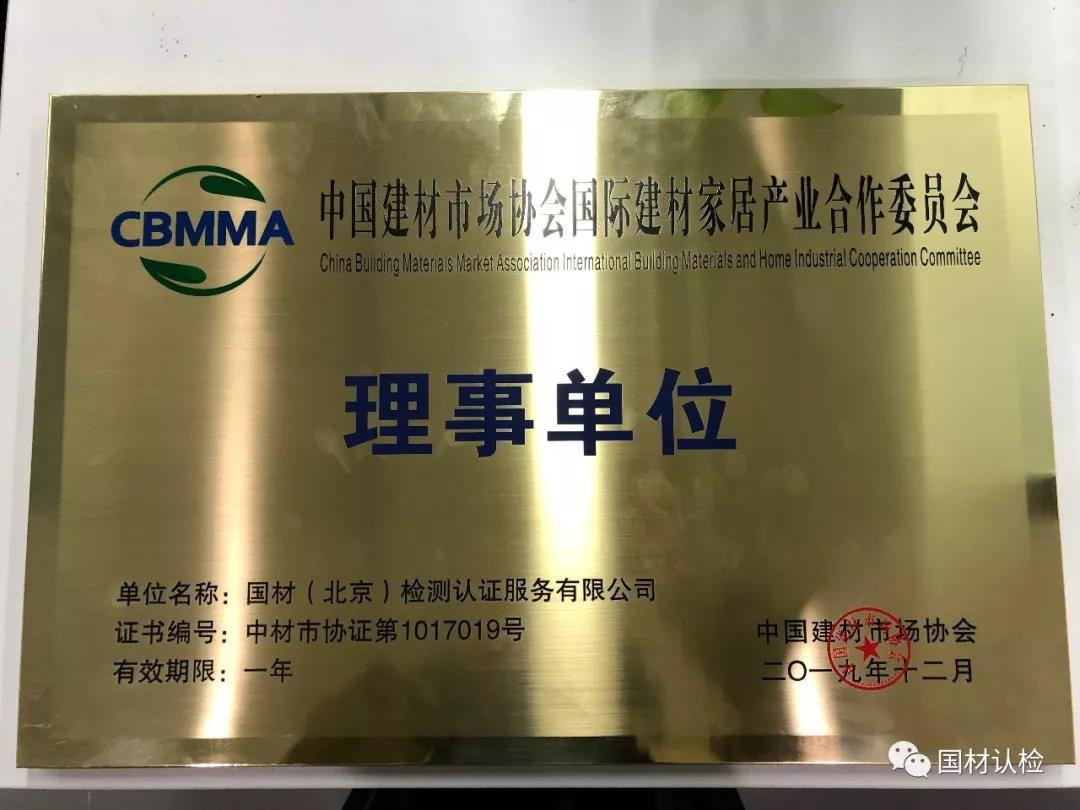 CBMMA
中国建材市场协会国际建材家居产业合作委员会
China Building Materials Market Association International Building Materials and Home Industrial Cooperation Committee
理事单位
单位名称：国材（北京）检测认证服务有限公司
证书编号：中材市协证第1017019号
有效期限：一年
中国建材市场协会
二〇一九年十二月
国材认检